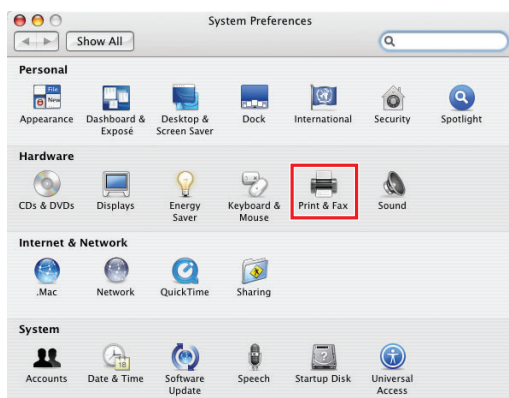 System Preferences
Show All
Personal
File
New
Appearance
Dashboard &
Exposé
Desktop &
Screen Saver
Dock
International
Security
Spotlight
Hardware
CDs & DVDs
Displays
Energy
Saver
Keyboard &
Mouse
Print & Fax
Sound
Internet & Network
.Mac
Network
QuickTime
Sharing
System
18
Accounts
Date & Time
Software
Update
Speech
Startup Disk
Universal
Access